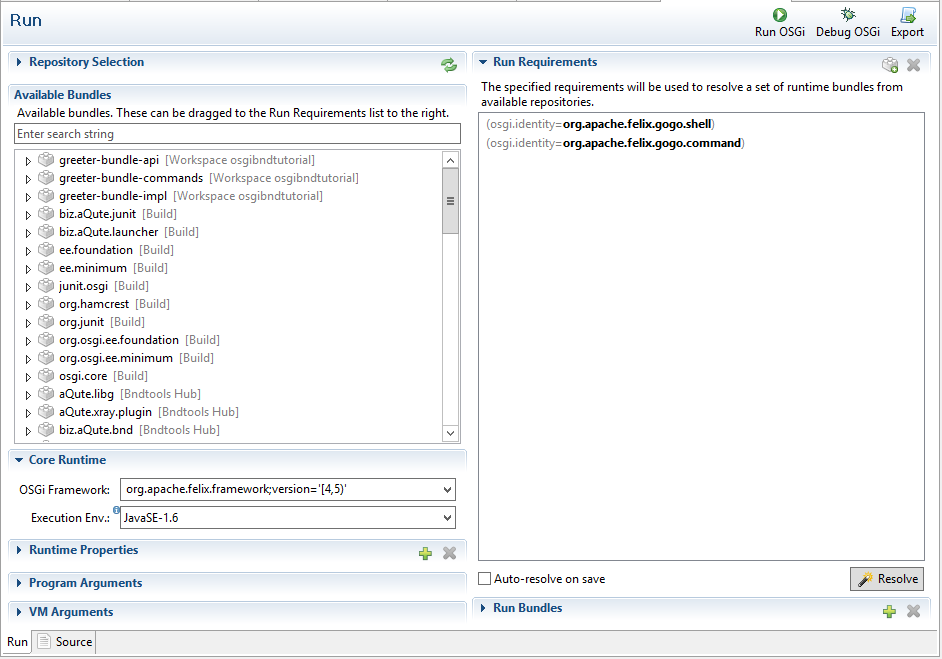 Run
Run OSGi
Debug OSGi
Export
Repository Selection
Available Bundles
Available bundles. These can be dragged to the Run Requirements list to the right.
Enter search string
greeter-bundle-api [Workspace osgibndtutorial]
greeter-bundle-commands [Workspace osgibndtutorial]
greeter-bundle-impl [Workspace osgibndtutorial]
biz.aQute.junit [Build]
biz.aQute.launcher [Build]
ee.foundation [Build]
ee.minimum [Build]
junit.osgi [Build]
org.hamcrest [Build]
org.junit [Build]
org.osgi.ee.foundation [Build]
org.osgi.ee.minimum [Build]
osgi.core [Build]
aQute.libg [Bndtools Hub]
aQute.xray.plugin [Bndtools Hub]
biz.aQute.bnd [Bndtools Hub]
Core Runtime
OSGi Framework: org.apache.felix.framework;version='[4,5)'
Execution Env.: JavaSE-1.6
Runtime Properties
Program Arguments
VM Arguments
Run Requirements
The specified requirements will be used to resolve a set of runtime bundles from
available repositories.
(osgi.identity=org.apache.felix.gogo.shell)
(osgi.identity=org.apache.felix.gogo.command)
Auto-resolve on save
Resolve
Run Bundles
Run
Source